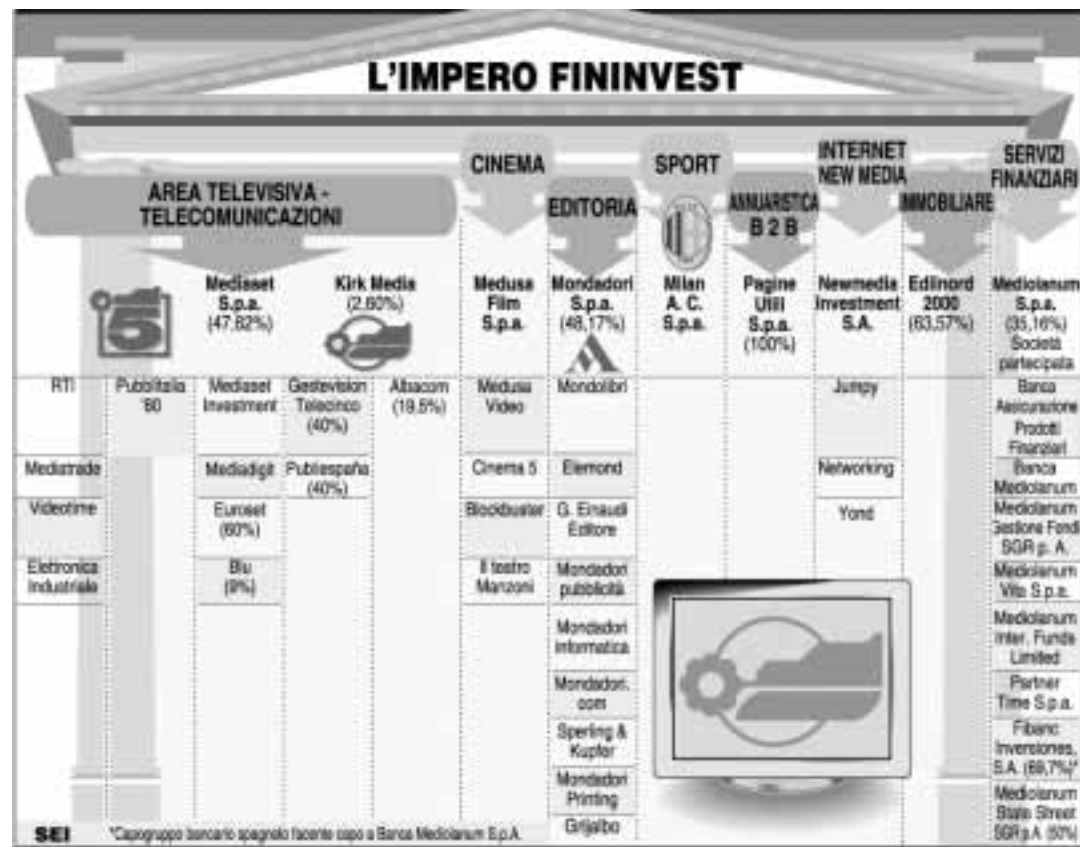 L'IMPERO FININVEST
AREA TELEVISIVA -
TELECOMUNICAZIONI
CINEMA
EDITORIA
SPORT
ANNUARISTICA
B 2 B
INTERNET
NEW MEDIA
IMMOBILIARE
SERVIZI
FINANZIARI
5
Mediaset
S.p.a.
(47,82%)
Kirk Media
(2,60%)
Medusa
Film
S.p.a.
Mondadori
S.p.a.
(48,17%)
Milan
A. C.
S.p.a.
Pagine
Utili
S.p.a.
(100%)
Newmedia
Investment
S.A.
Edilnord
2000
(63,57%)
Mediolanum
S.p.a.
(35,16%)
Società
partecipata
RTI
Mediatrade
Videotime
Elettronica
Industriale
Pubblitalia
'80
Mediaset
Investment
Mediadigit
Euroset
(60%)
Blu
(9%)
Gestevision
Telecinco
(40%)
Publiespaña
(40%)
Albacom
(19,5%)
Medusa
Video
Cinema 5
Blockbuster
Il teatro
Manzoni
Mondolibri
Elemond
G. Einaudi
Editore
Mondadori
pubblicità
Mondadori
informatica
Mondadori.
com
Sperling &
Kupfer
Mondadori
Printing
Grijalbo
Jumpy
Networking
Yond
Banca
Assicurazione
Prodotti
Finanziari
Banca
Mediolanum
Mediolanum
Gestione Fondi
SGR p. A.
Mediolanum
Vita S.p.a.
Mediolanum
Inter. Funds
Limited
Partner
Time S.p.a.
Fibanc
Inversiones,
S.A. (69,7%)*
Mediolanum
State Street
SGR p.A. (50%)
SEI
*Capogruppo bancario spagnolo facente capo a Banca Mediolanum S.p.A.